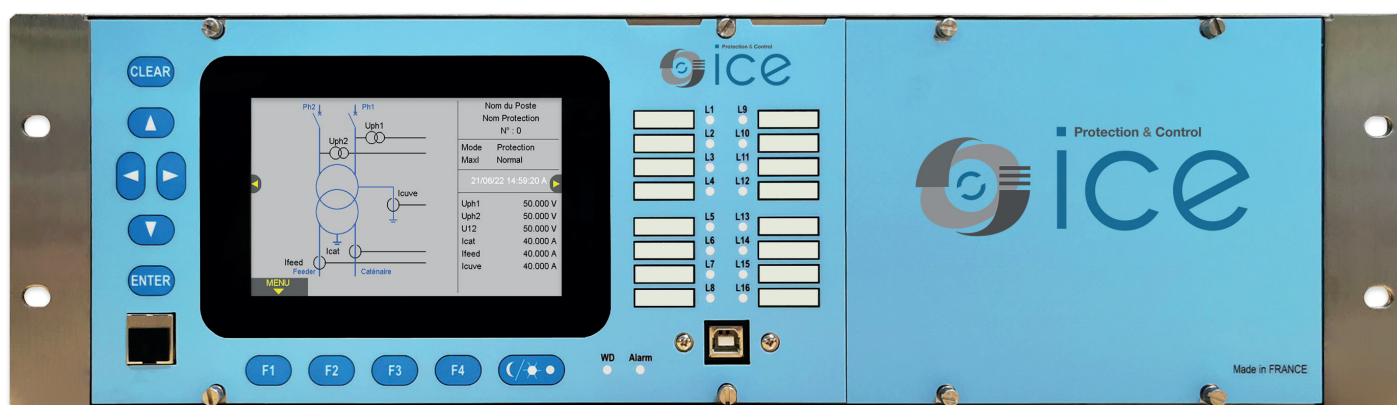 CLEAR
ENTER
Ph2
Ph1
Uph1
Uph2
Icuve
Icat
Ifeed
Feeder
Caténaire
MENU
Nom du Poste
Nom Protection
N° : 0
Mode Protection
MaxI Normal
21/06/22 14:59:20 A
Uph1 50.000 V
Uph2 50.000 V
U12 50.000 V
Icat 40.000 A
Ifeed 40.000 A
Icuve 40.000 A
F1
F2
F3
F4
WD
Alarm
Protection & Control
ice
L1 L9
L2 L10
L3 L11
L4 L12
L5 L13
L6 L14
L7 L15
L8 L16
Protection & Control
ice
Made in FRANCE